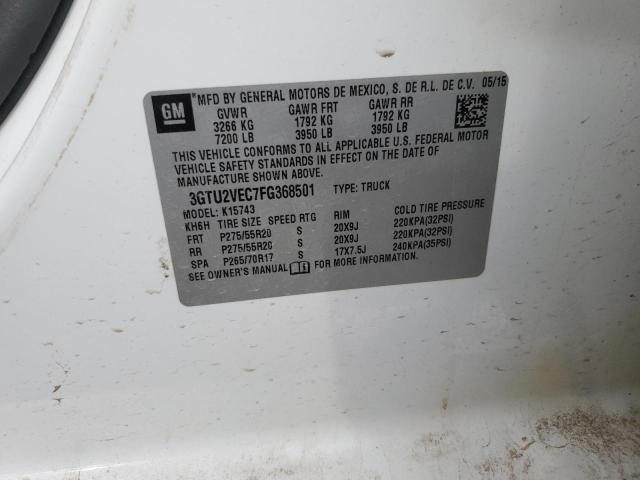 GM
*MFD BY GENERAL MOTORS DE MEXICO, S. DE R.L. DE C.V. 05/15
GVWR GAWR FRT GAWR RR
3266 KG 1792 KG 1792 KG
7200 LB 3950 LB 3950 LB
THIS VEHICLE CONFORMS TO ALL APPLICABLE U.S. FEDERAL MOTOR
VEHICLE SAFETY STANDARDS IN EFFECT ON THE DATE OF
MANUFACTURE SHOWN ABOVE.
3GTU2VEC7FG368501 TYPE: TRUCK
MODEL: K15743
KH6H TIRE SIZE SPEED RTG RIM COLD TIRE PRESSURE
FRT P275/55R20 S 20X9J 220KPA(32PSI)
RR P275/55R20 S 20X9J 220KPA(32PSI)
SPA P265/70R17 S 17X7.5J 240KPA(35PSI)
SEE OWNER'S MANUAL FOR MORE INFORMATION.